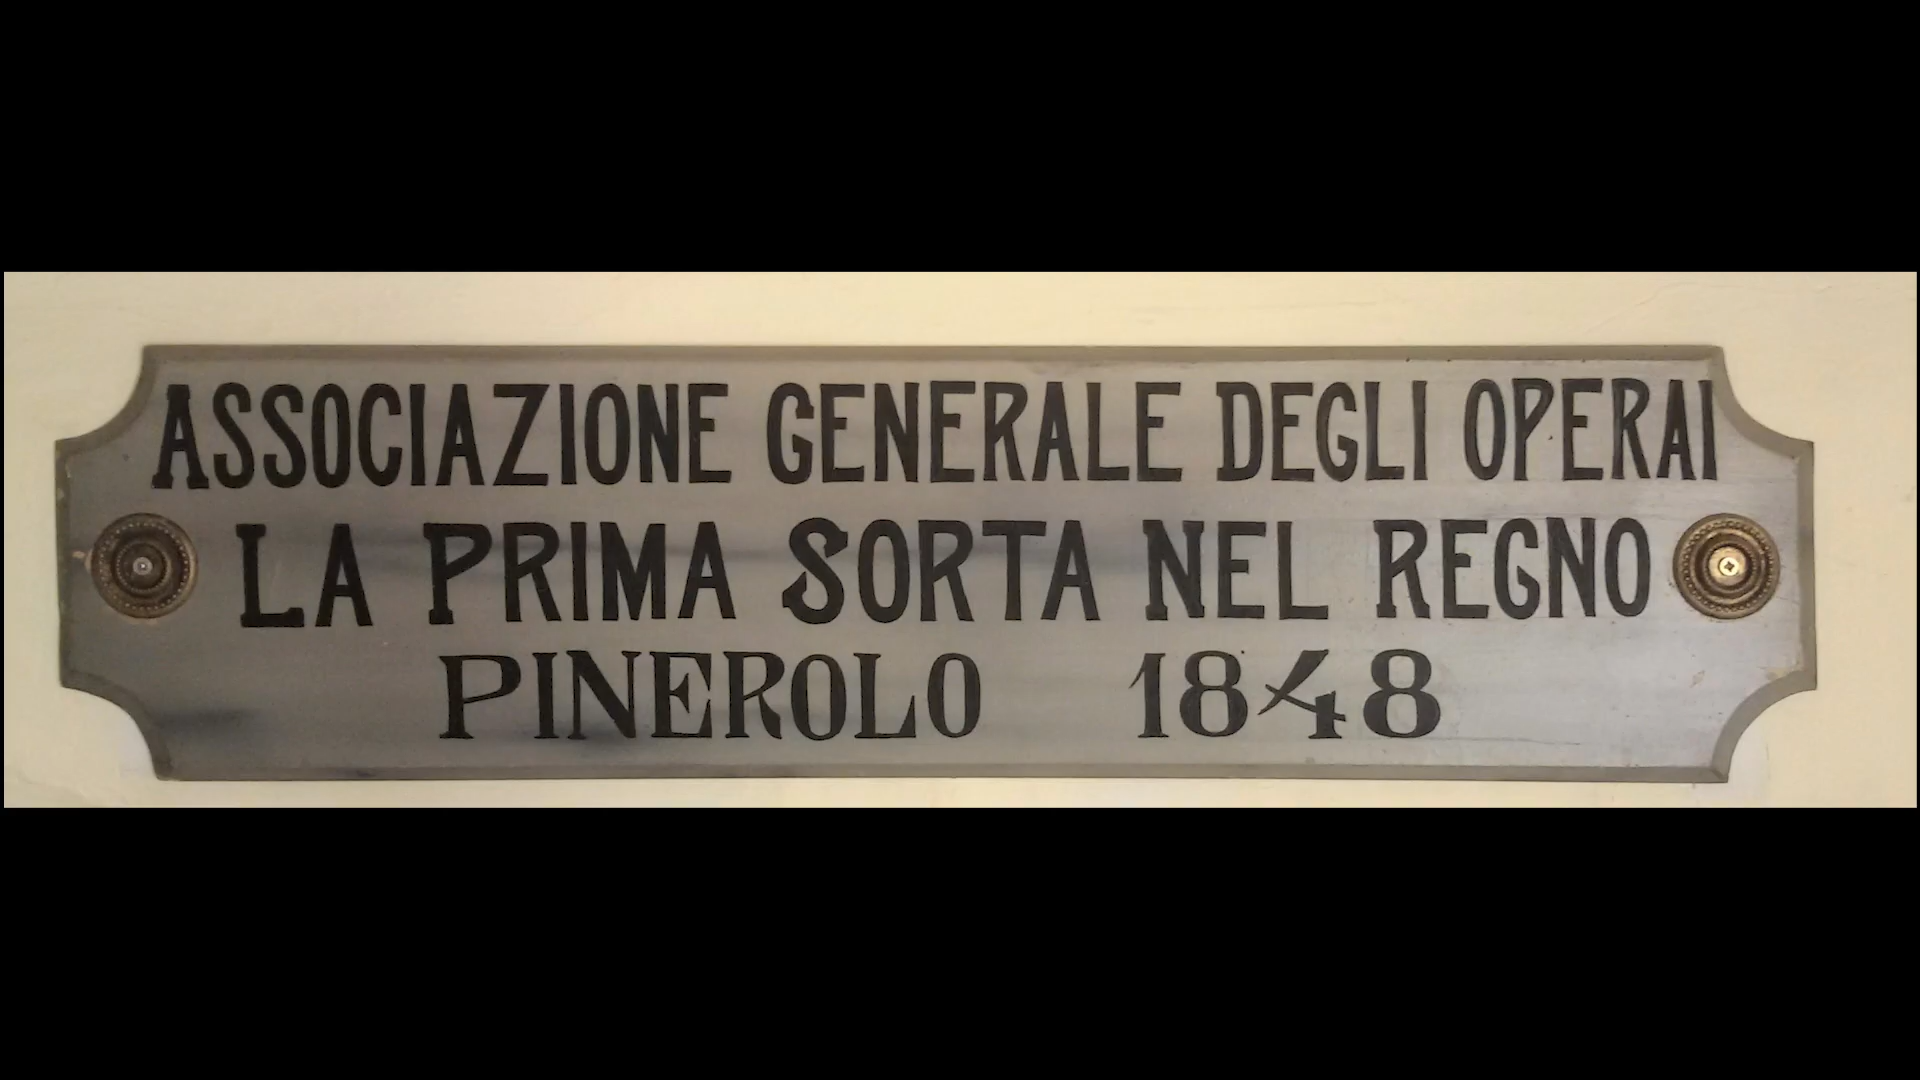 ASSOCIAZIONE GENERALE DEGLI OPERAI
LA PRIMA SORTA NEL REGNO
PINEROLO 1848